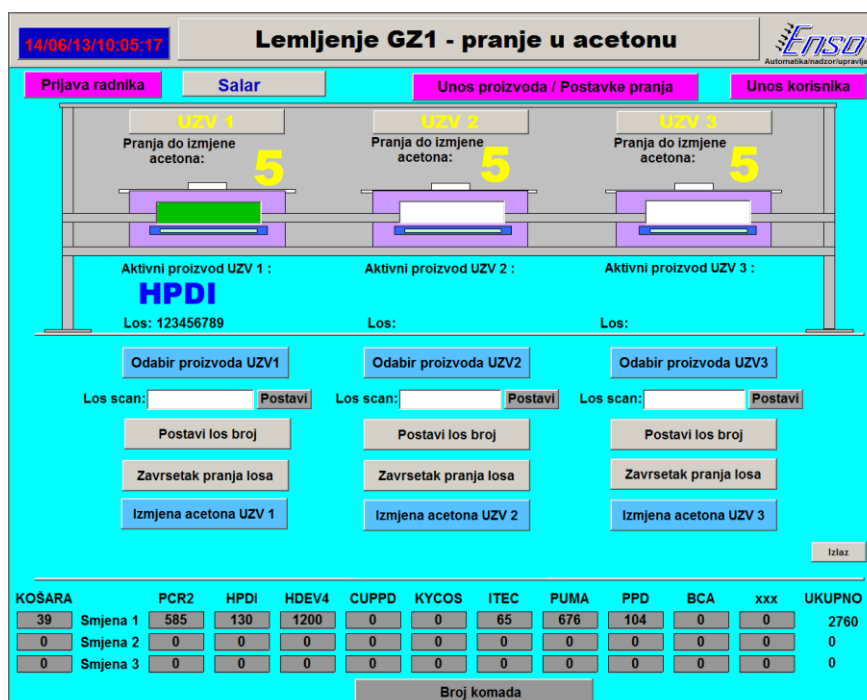 14/06/13/10:05:17
Lemljenje GZ1 - pranje u acetonu
Enso
Automatika/nadzor/upravlja
Prijava radnika
Salar
Unos proizvoda / Postavke pranja
Unos korisnika
UZV 1
UZV 2
UZV 3
Pranja do izmjene
acetona:
5
Pranja do izmjene
acetona:
5
Pranja do izmjene
acetona:
5
Aktivni proizvod UZV 1 :
Aktivni proizvod UZV 2 :
Aktivni proizvod UZV 3 :
HPDI
Los: 123456789
Los:
Los:
Odabir proizvoda UZV1
Odabir proizvoda UZV2
Odabir proizvoda UZV3
Los scan: Postavi
Los scan: Postavi
Los scan: Postavi
Postavi los broj
Postavi los broj
Postavi los broj
Zavrsetak pranja losa
Zavrsetak pranja losa
Zavrsetak pranja losa
Izmjena acetona UZV 1
Izmjena acetona UZV 2
Izmjena acetona UZV 3
Izlaz
KOŠARA PCR2 HPDI HDEV4 CUPPD KYCOS ITEC PUMA PPD BCA xxx UKUPNO
39 Smjena 1 585 130 1200 0 0 65 676 104 0 0 2760
0 Smjena 2 0 0 0 0 0 0 0 0 0 0 0
0 Smjena 3 0 0 0 0 0 0 0 0 0 0 0
Broj komada